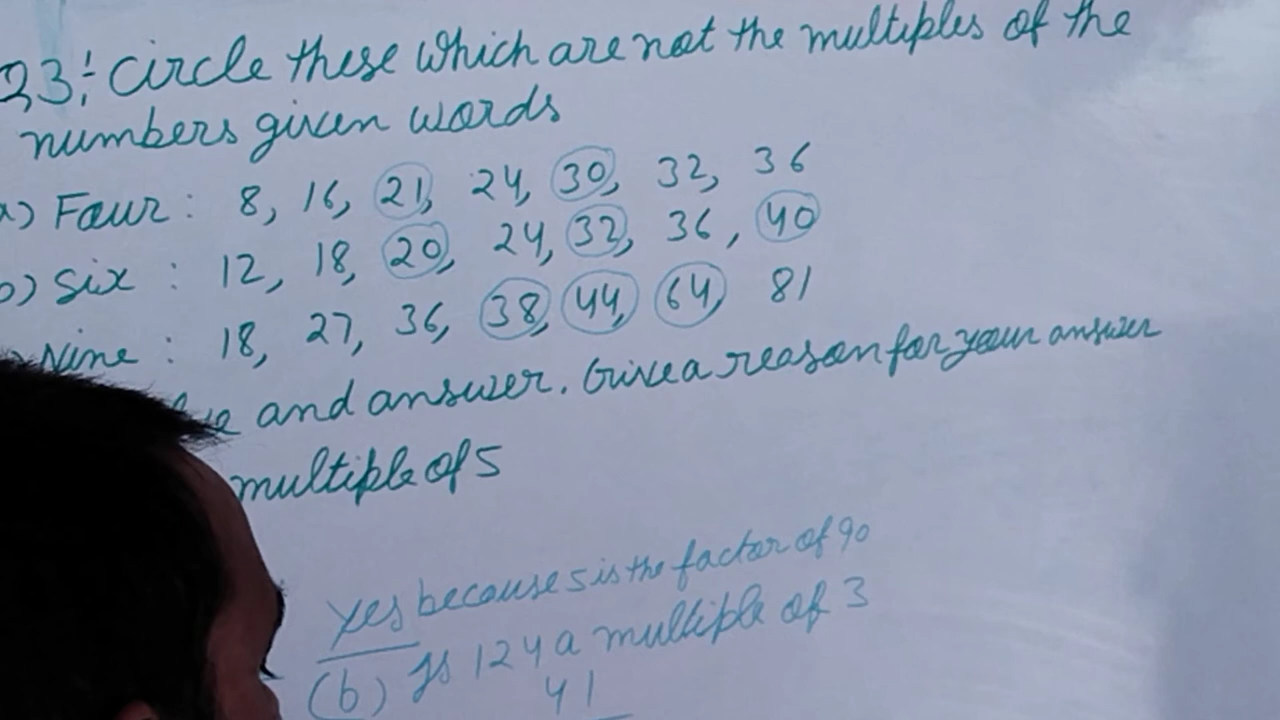 Q3:- Circle these which are not the multiples of the
numbers given words
a) Four: 8, 16, 21, 24, 30, 32, 36
b) Six : 12, 18, 20, 24, 32, 36, 40
Nine : 18, 27, 36, 38, 44, 64, 81
and answer. Give a reason for your answer
multiple of 5
Yes because 5 is the factor of 90
(b) Is 124 a multiple of 3
41